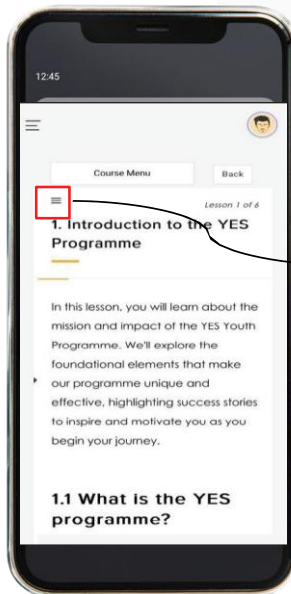 12:45
Course Menu
Back
Lesson 1 of 6
1. Introduction to the YES
Programme
In this lesson, you will learn about the
mission and impact of the YES Youth
Programme. We'll explore the
foundational elements that make
our programme unique and
effective, highlighting success stories
to inspire and motivate you as you
begin your journey.
1.1 What is the YES
programme?